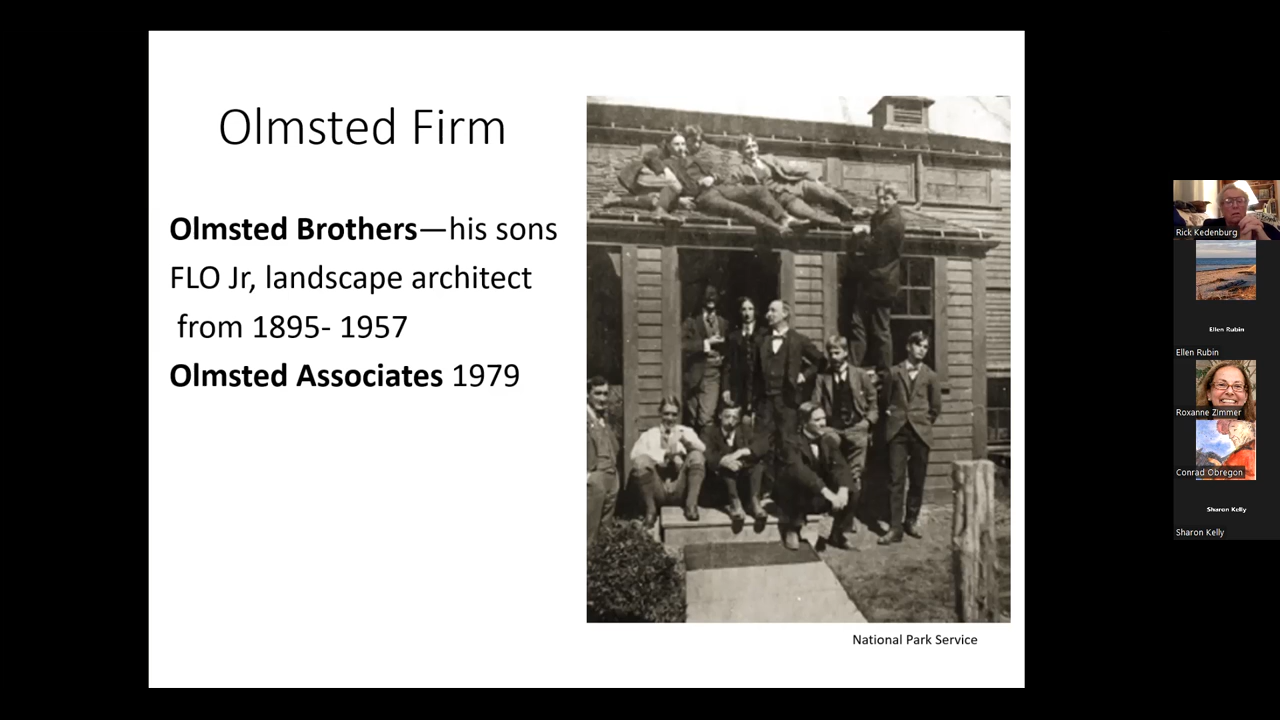 Olmsted Firm
Olmsted Brothers—his sons
FLO Jr, landscape architect
from 1895- 1957
Olmsted Associates 1979
National Park Service
Rick Kedenburg
Ellen Rubin
Ellen Rubin
Roxanne Zimmer
Conrad Obregon
Sharon Kelly
Sharon Kelly